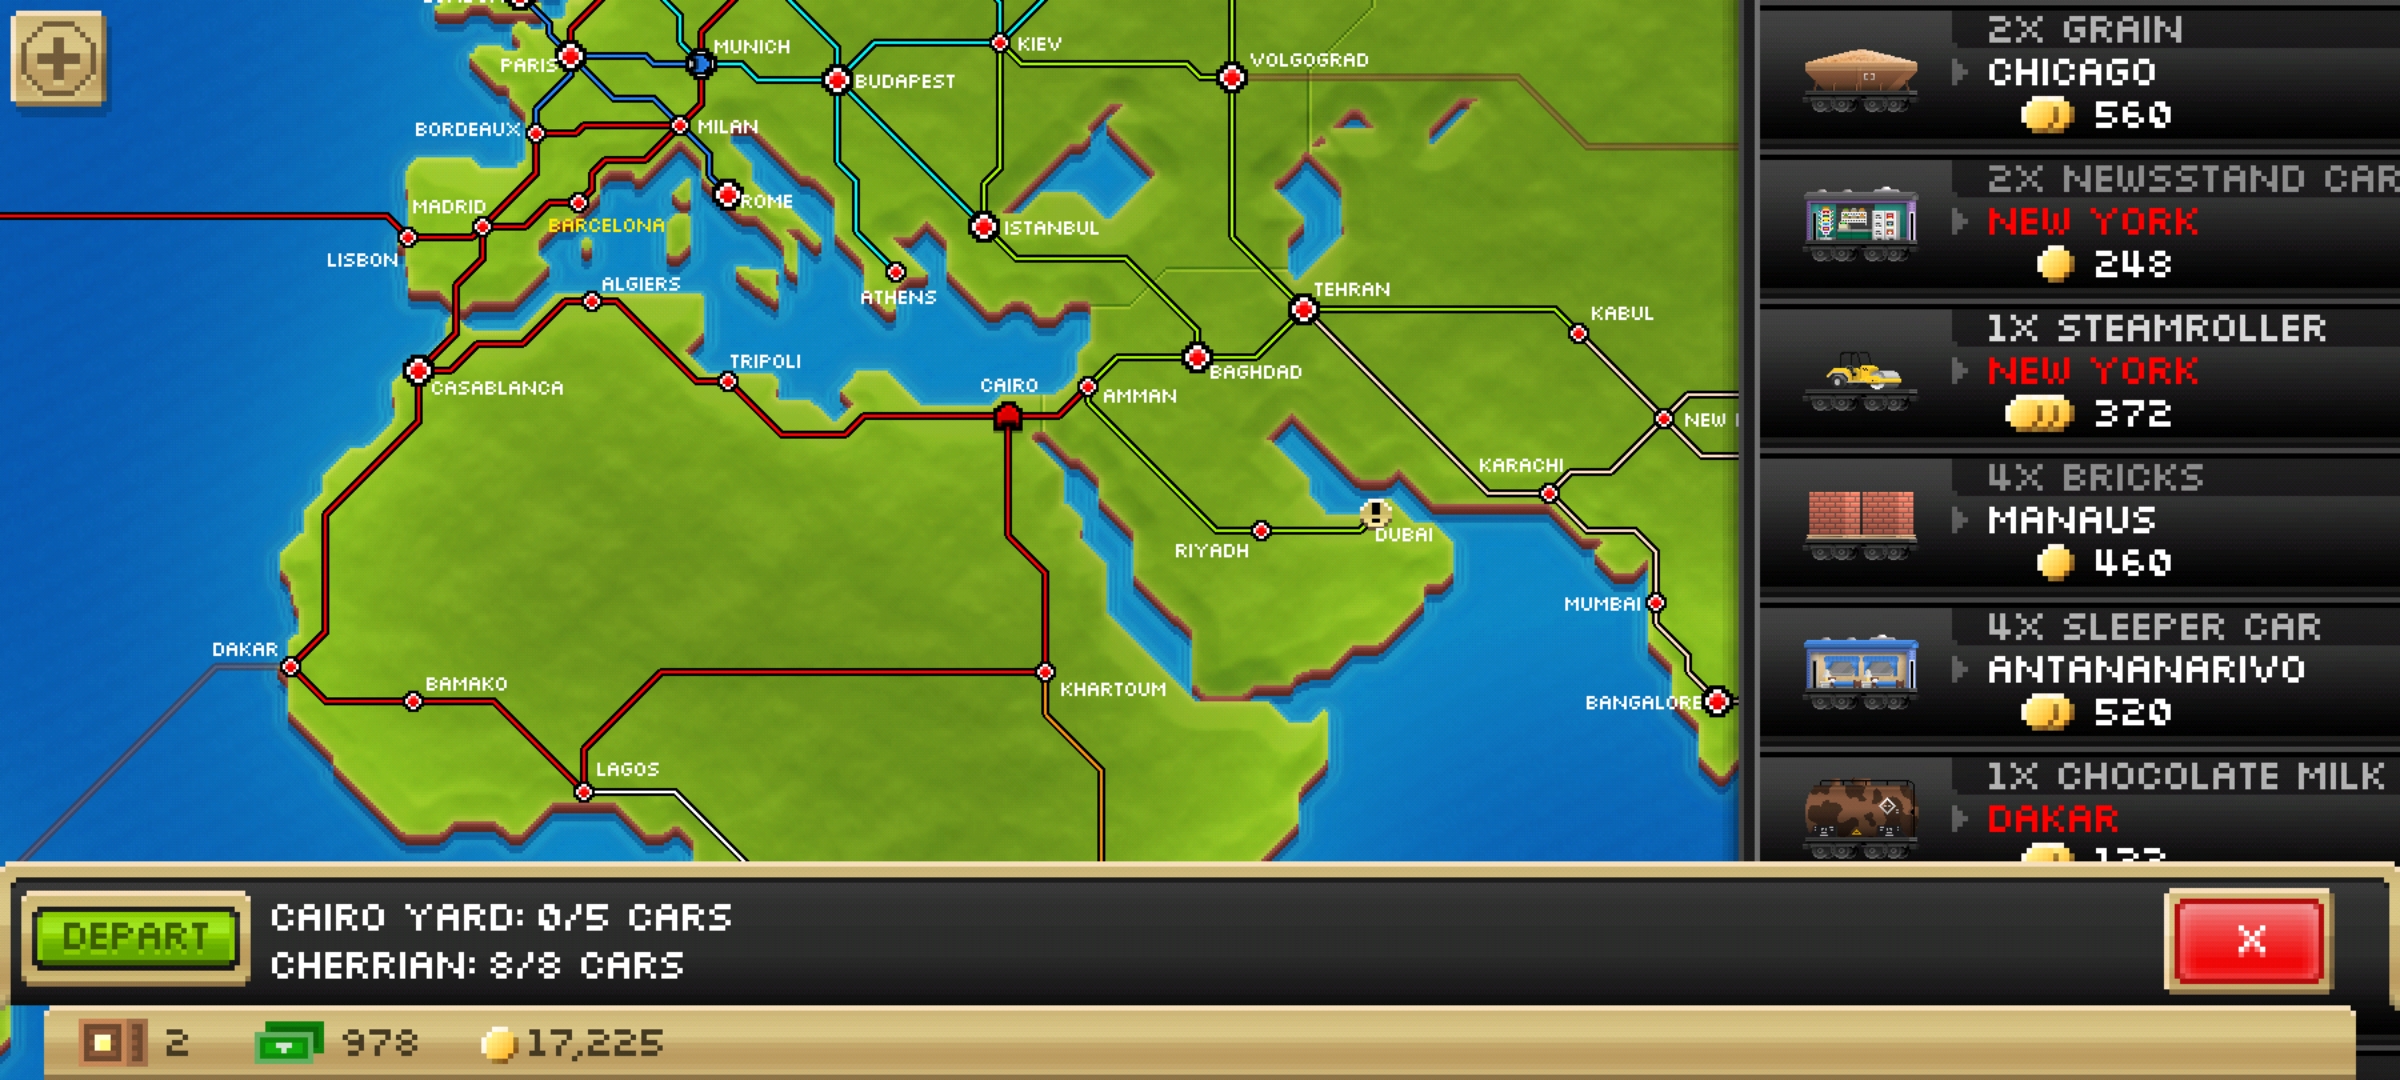 MUNICH
KIEV
VOLGOGRAD
PARIS
BUDAPEST
BORDEAUX
MILAN
MADRID
ROME
BARCELONA
ISTANBUL
LISBON
ALGIERS
ATHENS
TEHRAN
KABUL
TRIPOLI
CASABLANCA
CAIRO
BAGHDAD
AMMAN
NEW
KARACHI
RIYADH
DUBAI
MUMBAI
DAKAR
BAMAKO
KHARTOUM
BANGALORE
LAGOS
2X GRAIN
CHICAGO
560
2X NEWSSTAND CAR
NEW YORK
248
1X STEAMROLLER
NEW YORK
372
4X BRICKS
MANAUS
460
4X SLEEPER CAR
ANTANANARIVO
520
1X CHOCOLATE MILK
DAKAR
DEPART
CAIRO YARD: 0/5 CARS
CHERRIAN: 8/8 CARS
X
2
978
17,225